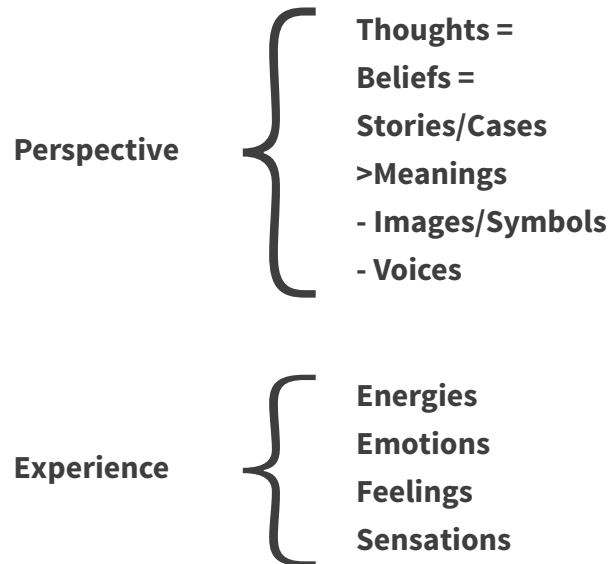 Perspective
Thoughts =
Beliefs =
Stories/Cases
>Meanings
- Images/Symbols
- Voices
Experience
Energies
Emotions
Feelings
Sensations